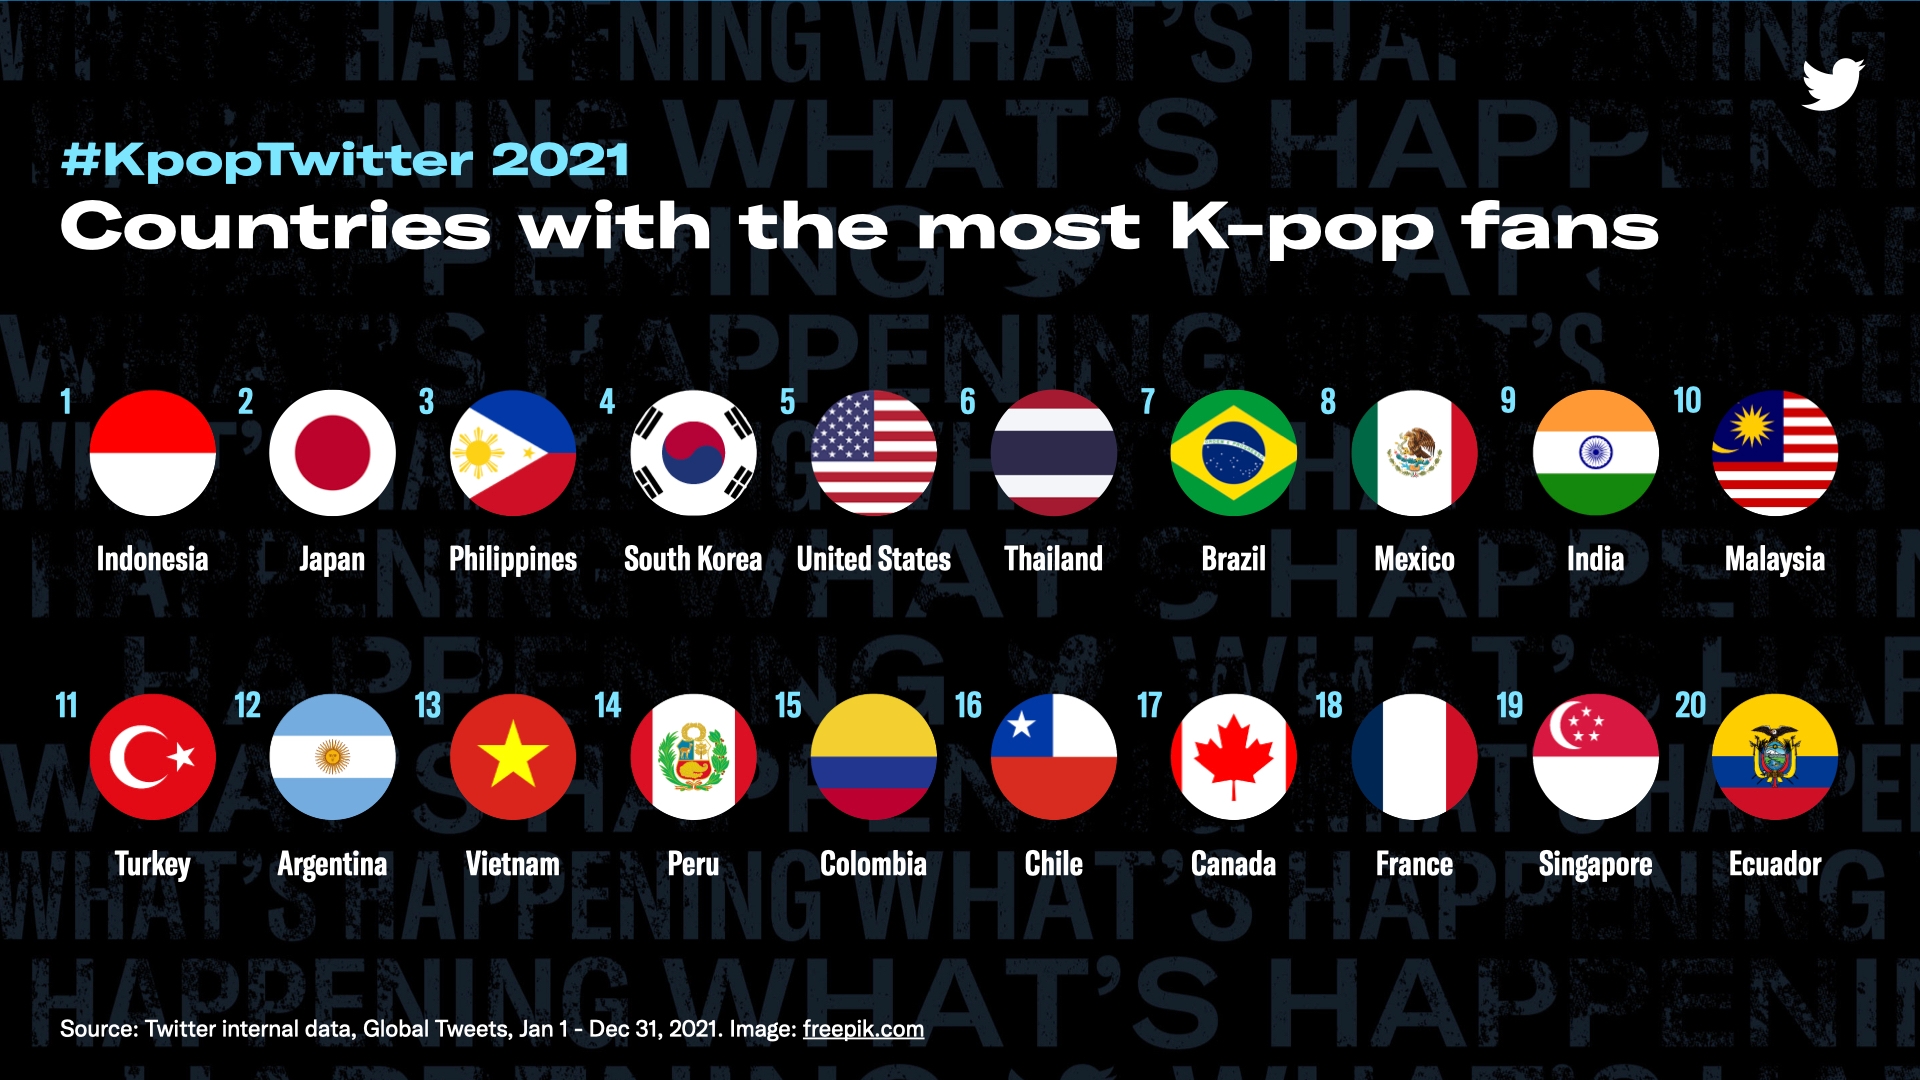 #KpopTwitter 2021
Countries with the most K-pop fans
1 2 3 4 5 6 7 8 9 10
Indonesia Japan Philippines South Korea United States Thailand Brazil Mexico India Malaysia
11 12 13 14 15 16 17 18 19 20
Turkey Argentina Vietnam Peru Colombia Chile Canada France Singapore Ecuador
Source: Twitter internal data, Global Tweets, Jan 1 - Dec 31, 2021. Image: freepik.com